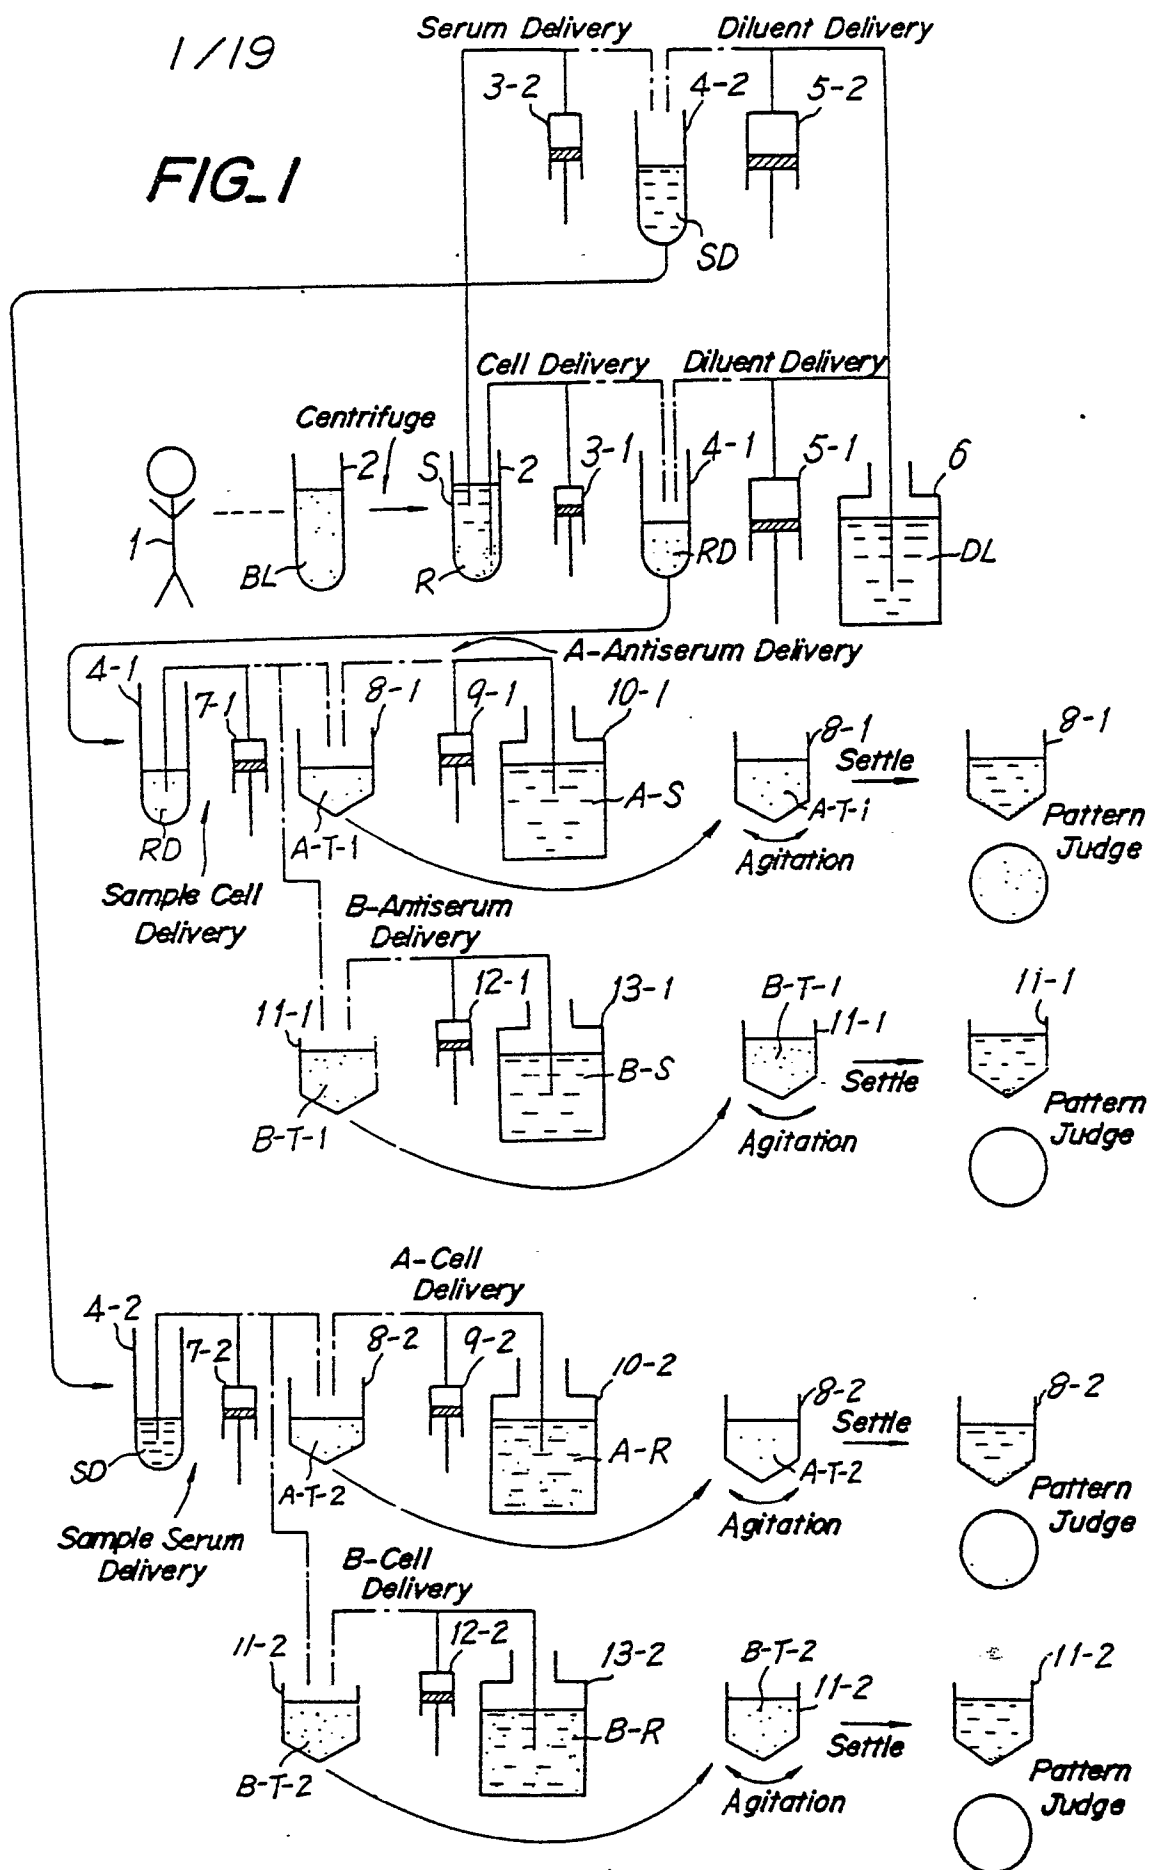 1/19
FIG_1
Serum Delivery
Diluent Delivery
3-2
4-2
5-2
SD
Cell Delivery
Diluent Delivery
Centrifuge
1
2
BL
S
2
R
3-1
4-1
RD
5-1
6
DL
A-Antiserum Delivery
4-1
7-1
8-1
9-1
10-1
RD
A-T-1
A-S
Sample Cell
Delivery
8-1
Settle
A-T-1
Agitation
8-1
Pattern
Judge
B-Antiserum
Delivery
11-1
12-1
13-1
B-S
B-T-1
B-T-1
11-1
Settle
Agitation
11-1
Pattern
Judge
A-Cell
Delivery
4-2
7-2
8-2
9-2
10-2
SD
A-T-2
A-R
Sample Serum
Delivery
8-2
Settle
A-T-2
Agitation
8-2
Pattern
Judge
B-Cell
Delivery
11-2
12-2
13-2
B-R
B-T-2
B-T-2
11-2
Settle
Agitation
11-2
Pattern
Judge